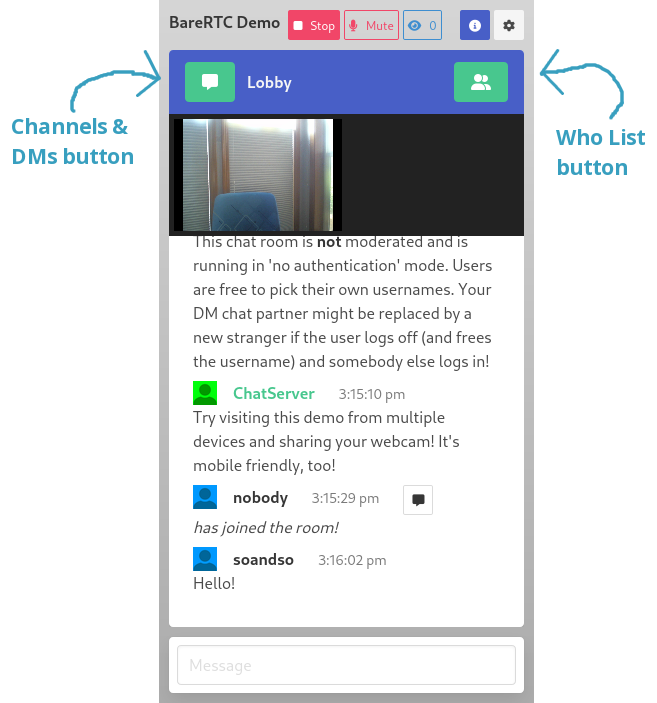 BareRTC Demo Stop Mute 0
Lobby
Channels &
DMs button
Who List
button
This chat room is not moderated and is
running in 'no authentication' mode. Users
are free to pick their own usernames. Your
DM chat partner might be replaced by a
new stranger if the user logs off (and frees
the username) and somebody else logs in!
ChatServer 3:15:10 pm
Try visiting this demo from multiple
devices and sharing your webcam! It's
mobile friendly, too!
nobody 3:15:29 pm
has joined the room!
soandso 3:16:02 pm
Hello!
Message